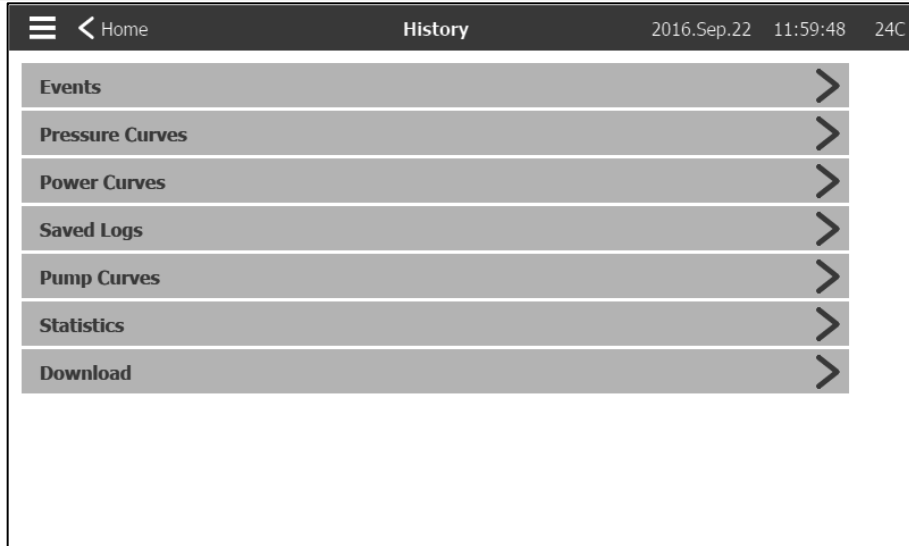 Home History 2016.Sep.22 11:59:48 24C
Events
Pressure Curves
Power Curves
Saved Logs
Pump Curves
Statistics
Download